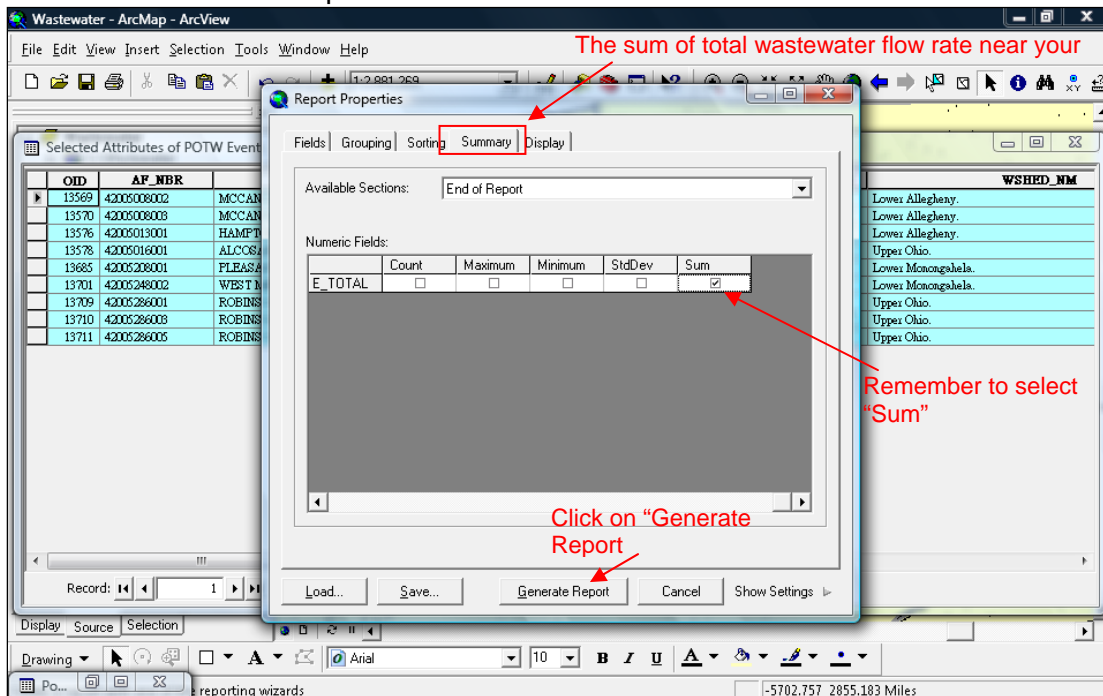 Wastewater - ArcMap - ArcView
File Edit View Insert Selection Tools Window Help
The sum of total wastewater flow rate near your
1:2,891,269
Report Properties
Selected Attributes of POTW Event
Fields Grouping Sorting Summary Display
OID AF_NBR WSHED_NM
13569 42005008002 MCCAN Lower Allegheny.
13570 42005008003 MCCAN Lower Allegheny.
13576 42005013001 HAMPT Lower Allegheny.
13578 42005016001 ALCOSA Upper Ohio.
13685 42005208001 PLEASA Lower Monongahela.
13701 42005248002 WEST M Lower Monongahela.
13709 42005286001 ROBINS Upper Ohio.
13710 42005286003 ROBINS Upper Ohio.
13711 42005286005 ROBINS Upper Ohio.
Available Sections: End of Report
Numeric Fields:
Count Maximum Minimum StdDev Sum
E_TOTAL
Remember to select
“Sum”
Click on “Generate
Report
Record: 1
Load... Save... Generate Report Cancel Show Settings
Display Source Selection
Drawing A Arial 10 B I U A
Po... reporting wizards
-5702.757 2855.183 Miles